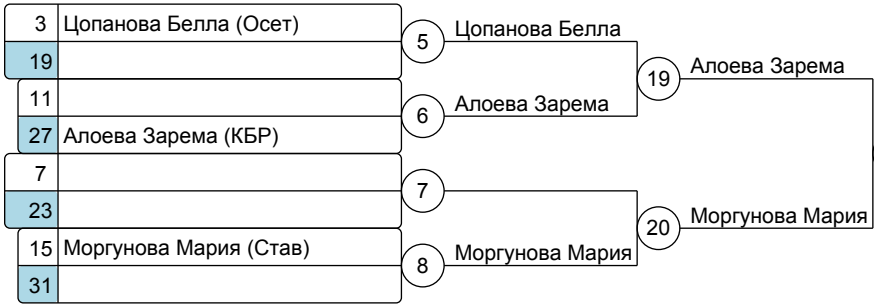 3 Цопанова Белла (Осет)
19
5 Цопанова Белла
11
27 Алоева Зарема (КБР)
6 Алоева Зарема
19 Алоева Зарема
7
23
7
15 Моргунова Мария (Став)
31
8 Моргунова Мария
20 Моргунова Мария